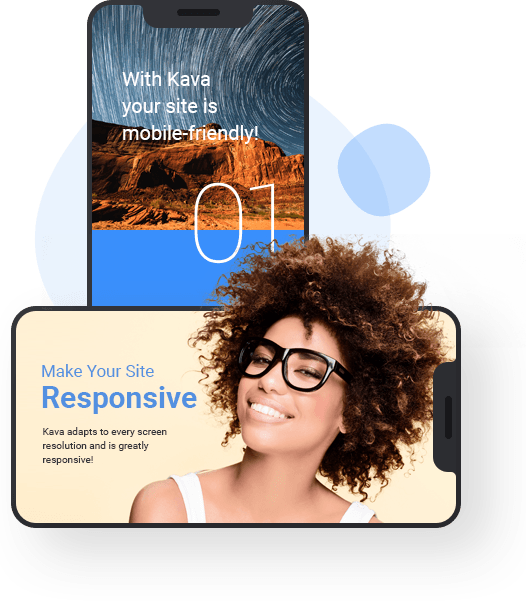 With Kava
your site is
mobile-friendly!
01
Make Your Site
Responsive
Kava adapts to every screen
resolution and is greatly
responsive!